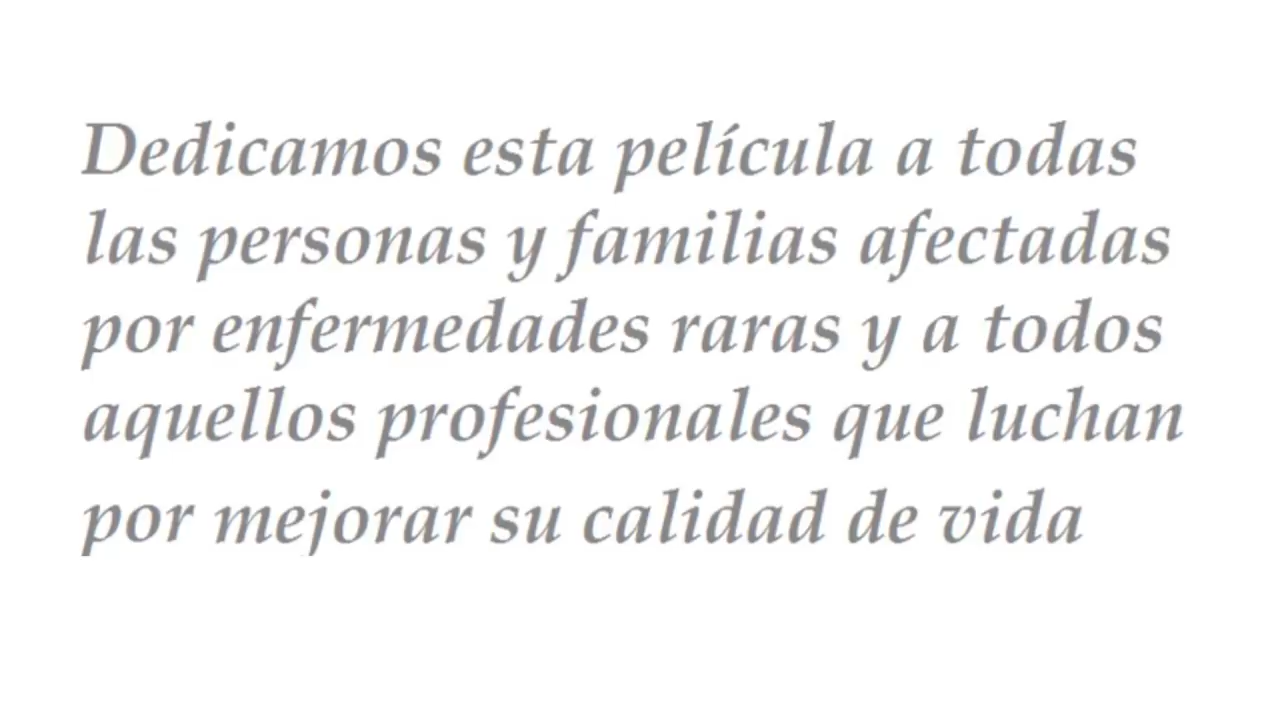 Dedicamos esta película a todas
las personas y familias afectadas
por enfermedades raras y a todos
aquellos profesionales que luchan
por mejorar su calidad de vida